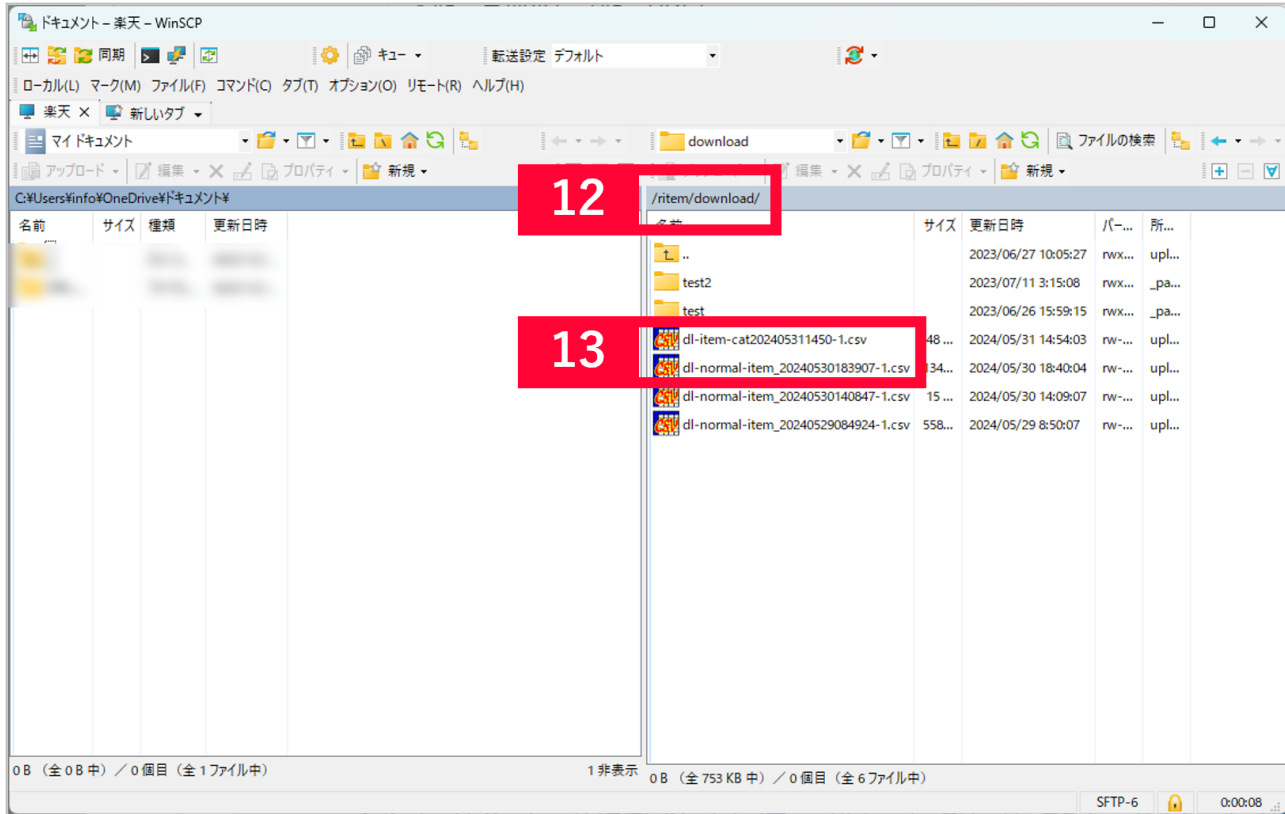 ドキュメント – 楽天 – WinSCP
同期 キュー 転送設定 デフォルト
ローカル(L) マーク(M) ファイル(F) コマンド(C) タブ(T) オプション(O) リモート(R) ヘルプ(H)
楽天 新しいタブ
マイ ドキュメント download ファイルの検索
アップロード 編集 プロパティ 新規 編集 プロパティ 新規
C:¥Users¥info¥OneDrive¥ドキュメント¥ 12 /ritem/download/
名前 サイズ 種類 更新日時 名前 サイズ 更新日時 パー... 所...
.. 2023/06/27 10:05:27 rwx... upl...
test2 2023/07/11 3:15:08 rwx... _pa...
test 2023/06/26 15:59:15 rwx... _pa...
13 dl-item-cat202405311450-1.csv 48 ... 2024/05/31 14:54:03 rw-... upl...
dl-normal-item_20240530183907-1.csv 134... 2024/05/30 18:40:04 rw-... upl...
dl-normal-item_20240530140847-1.csv 15 ... 2024/05/30 14:09:07 rw-... upl...
dl-normal-item_20240529084924-1.csv 558... 2024/05/29 8:50:07 rw-... upl...
0 B （全 0 B 中）／ 0 個目（全 1 ファイル中） 1 非表示
0 B （全 753 KB 中）／ 0 個目（全 6 ファイル中）
SFTP-6 0:00:08